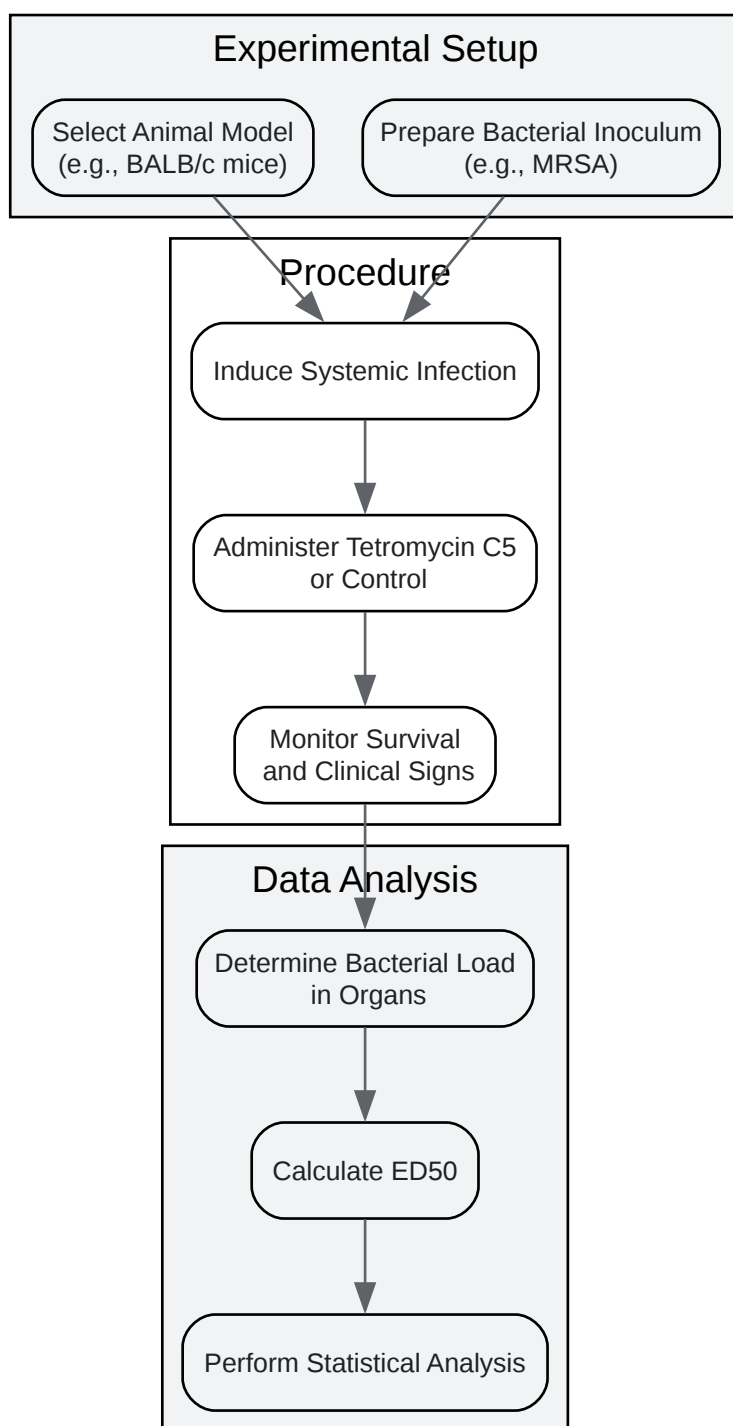 Experimental Setup
Select Animal Model
(e.g., BALB/c mice)
Prepare Bacterial Inoculum
(e.g., MRSA)
Procedure
Induce Systemic Infection
Administer Tetromycin C5
or Control
Monitor Survival
and Clinical Signs
Data Analysis
Determine Bacterial Load
in Organs
Calculate ED50
Perform Statistical Analysis